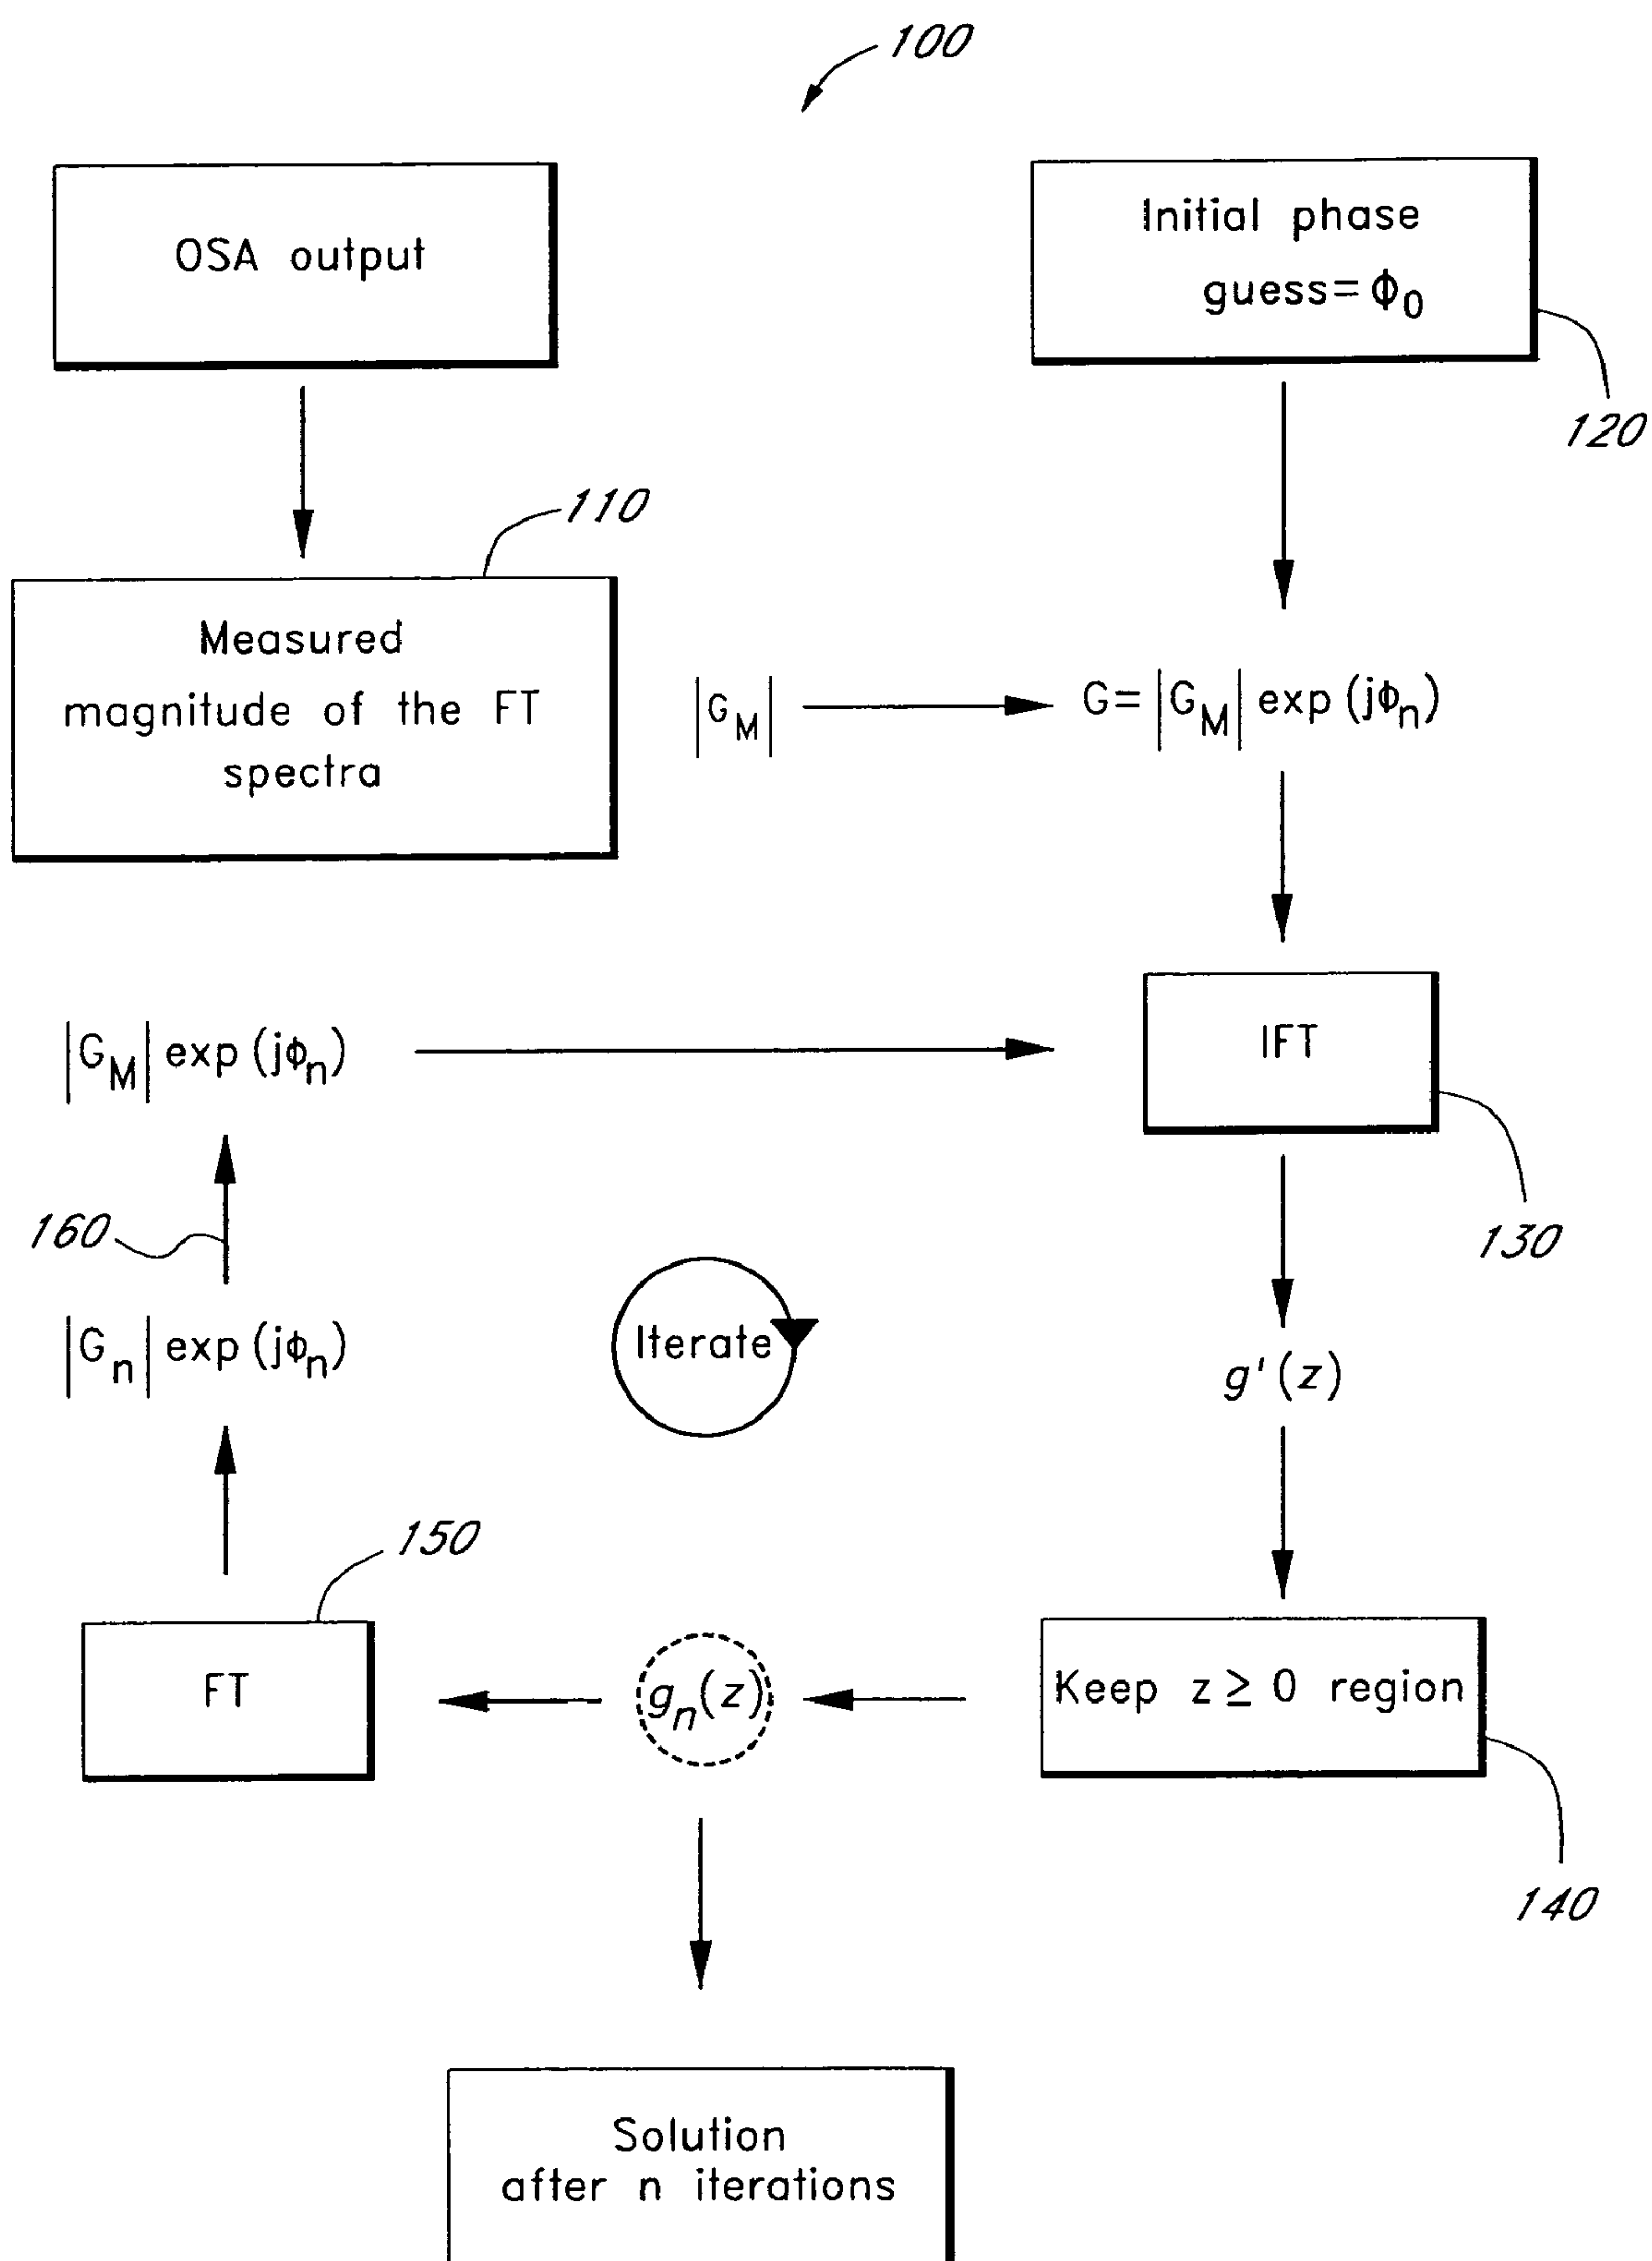 100
OSA output
Initial phase
guess=ϕ0
120
110
Measured
magnitude of the FT
spectra
|GM|
G=|GM| exp (jϕn)
|GM| exp (jϕn)
IFT
160
130
|Gn| exp (jϕn)
Iterate
g'(z)
150
FT
gn(z)
Keep z ≥ 0 region
140
Solution
after n iterations